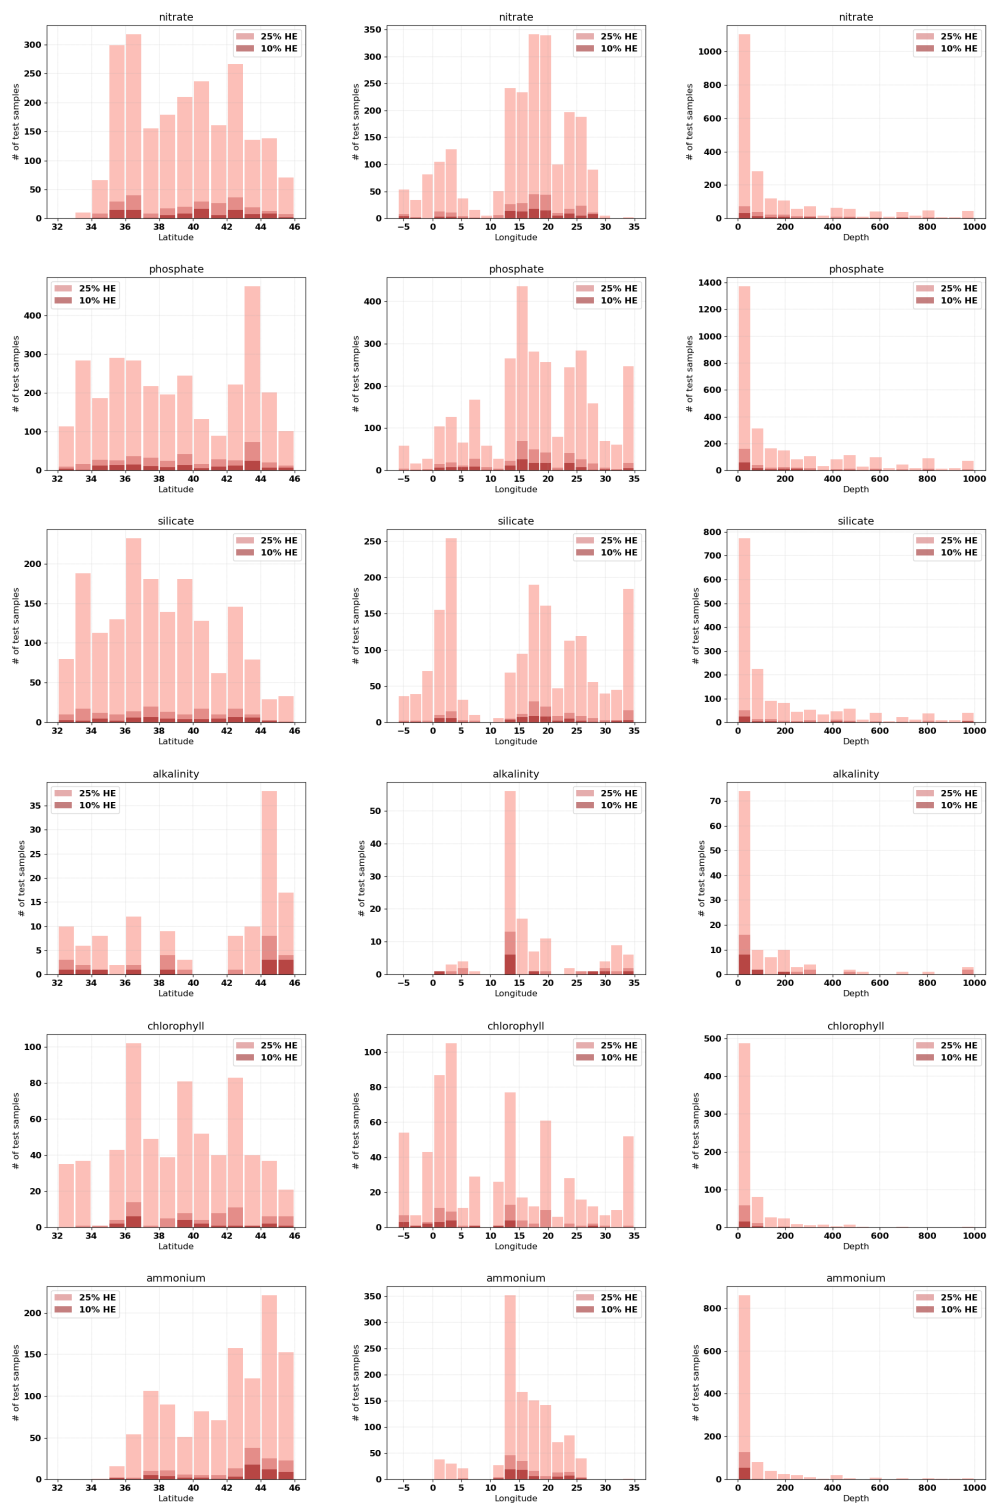 nitrate
# of test samples
300
250
200
150
100
50
0
25% HE
10% HE
32 34 36 38 40 42 44 46
Latitude
nitrate
# of test samples
350
300
250
200
150
100
50
0
25% HE
10% HE
−5 0 5 10 15 20 25 30 35
Longitude
nitrate
# of test samples
1000
800
600
400
200
0
25% HE
10% HE
0 200 400 600 800 1000
Depth
phosphate
# of test samples
400
300
200
100
0
25% HE
10% HE
32 34 36 38 40 42 44 46
Latitude
phosphate
# of test samples
400
300
200
100
0
25% HE
10% HE
−5 0 5 10 15 20 25 30 35
Longitude
phosphate
# of test samples
1400
1200
1000
800
600
400
200
0
25% HE
10% HE
0 200 400 600 800 1000
Depth
silicate
# of test samples
200
150
100
50
0
25% HE
10% HE
32 34 36 38 40 42 44 46
Latitude
silicate
# of test samples
250
200
150
100
50
0
25% HE
10% HE
−5 0 5 10 15 20 25 30 35
Longitude
silicate
# of test samples
800
700
600
500
400
300
200
100
0
25% HE
10% HE
0 200 400 600 800 1000
Depth
alkalinity
# of test samples
35
30
25
20
15
10
5
0
25% HE
10% HE
32 34 36 38 40 42 44 46
Latitude
alkalinity
# of test samples
50
40
30
20
10
0
25% HE
10% HE
−5 0 5 10 15 20 25 30 35
Longitude
alkalinity
# of test samples
70
60
50
40
30
20
10
0
25% HE
10% HE
0 200 400 600 800 1000
Depth
chlorophyll
# of test samples
100
80
60
40
20
0
25% HE
10% HE
32 34 36 38 40 42 44 46
Latitude
chlorophyll
# of test samples
100
80
60
40
20
0
25% HE
10% HE
−5 0 5 10 15 20 25 30 35
Longitude
chlorophyll
# of test samples
500
400
300
200
100
0
25% HE
10% HE
0 200 400 600 800 1000
Depth
ammonium
# of test samples
200
150
100
50
0
25% HE
10% HE
32 34 36 38 40 42 44 46
Latitude
ammonium
# of test samples
350
300
250
200
150
100
50
0
25% HE
10% HE
−5 0 5 10 15 20 25 30 35
Longitude
ammonium
# of test samples
800
600
400
200
0
25% HE
10% HE
0 200 400 600 800 1000
Depth